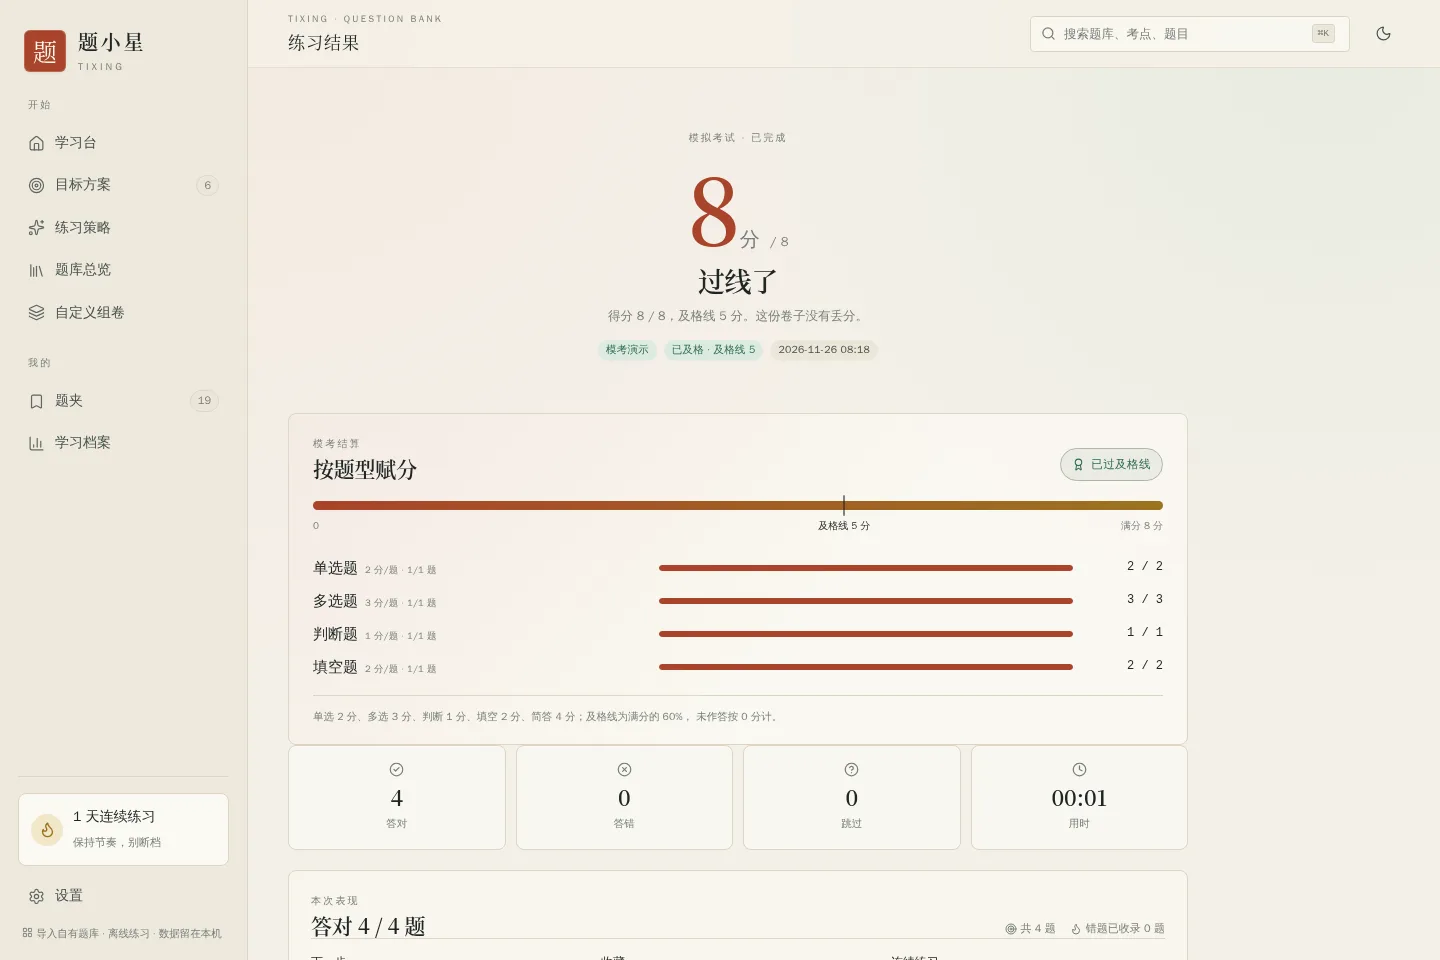 题
题小星
TIXING
开始
学习台
目标方案 6
练习策略
题库总览
自定义组卷
我的
题夹 19
学习档案
1 天连续练习
保持节奏，别断档
设置
导入自有题库 · 离线练习 · 数据留在本机
TIXING · QUESTION BANK
练习结果
搜索题库、考点、题目 ⌘K
模拟考试 · 已完成
8分 / 8
过线了
得分 8 / 8，及格线 5 分。这份卷子没有丢分。
模考演示 已及格 · 及格线 5 2026-11-26 08:18
模考结算
按题型赋分
已过及格线
0 及格线 5 分 满分 8 分
单选题 2 分/题 · 1/1 题 2 / 2
多选题 3 分/题 · 1/1 题 3 / 3
判断题 1 分/题 · 1/1 题 1 / 1
填空题 2 分/题 · 1/1 题 2 / 2
单选 2 分、多选 3 分、判断 1 分、填空 2 分、简答 4 分；及格线为满分的 60%， 未作答按 0 分计。
4 0 0 00:01
答对 答错 跳过 用时
本次表现
答对 4 / 4 题
共 4 题 错题已收录 0 题
下一步 收藏 连续练习